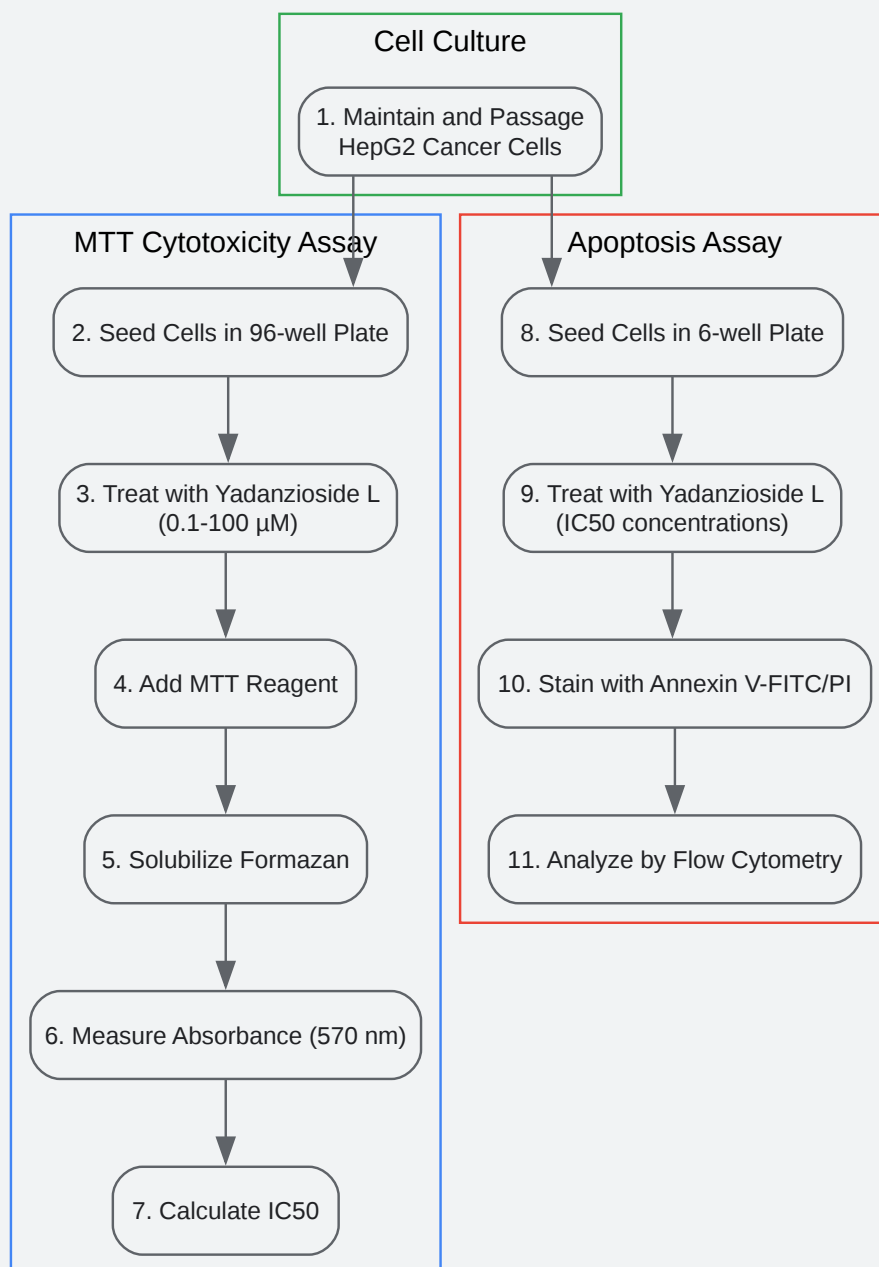 Cell Culture
1. Maintain and Passage
HepG2 Cancer Cells
MTT Cytotoxicity Assay
2. Seed Cells in 96-well Plate
3. Treat with Yadanzioside L
(0.1-100 µM)
4. Add MTT Reagent
5. Solubilize Formazan
6. Measure Absorbance (570 nm)
7. Calculate IC50
Apoptosis Assay
8. Seed Cells in 6-well Plate
9. Treat with Yadanzioside L
(IC50 concentrations)
10. Stain with Annexin V-FITC/PI
11. Analyze by Flow Cytometry